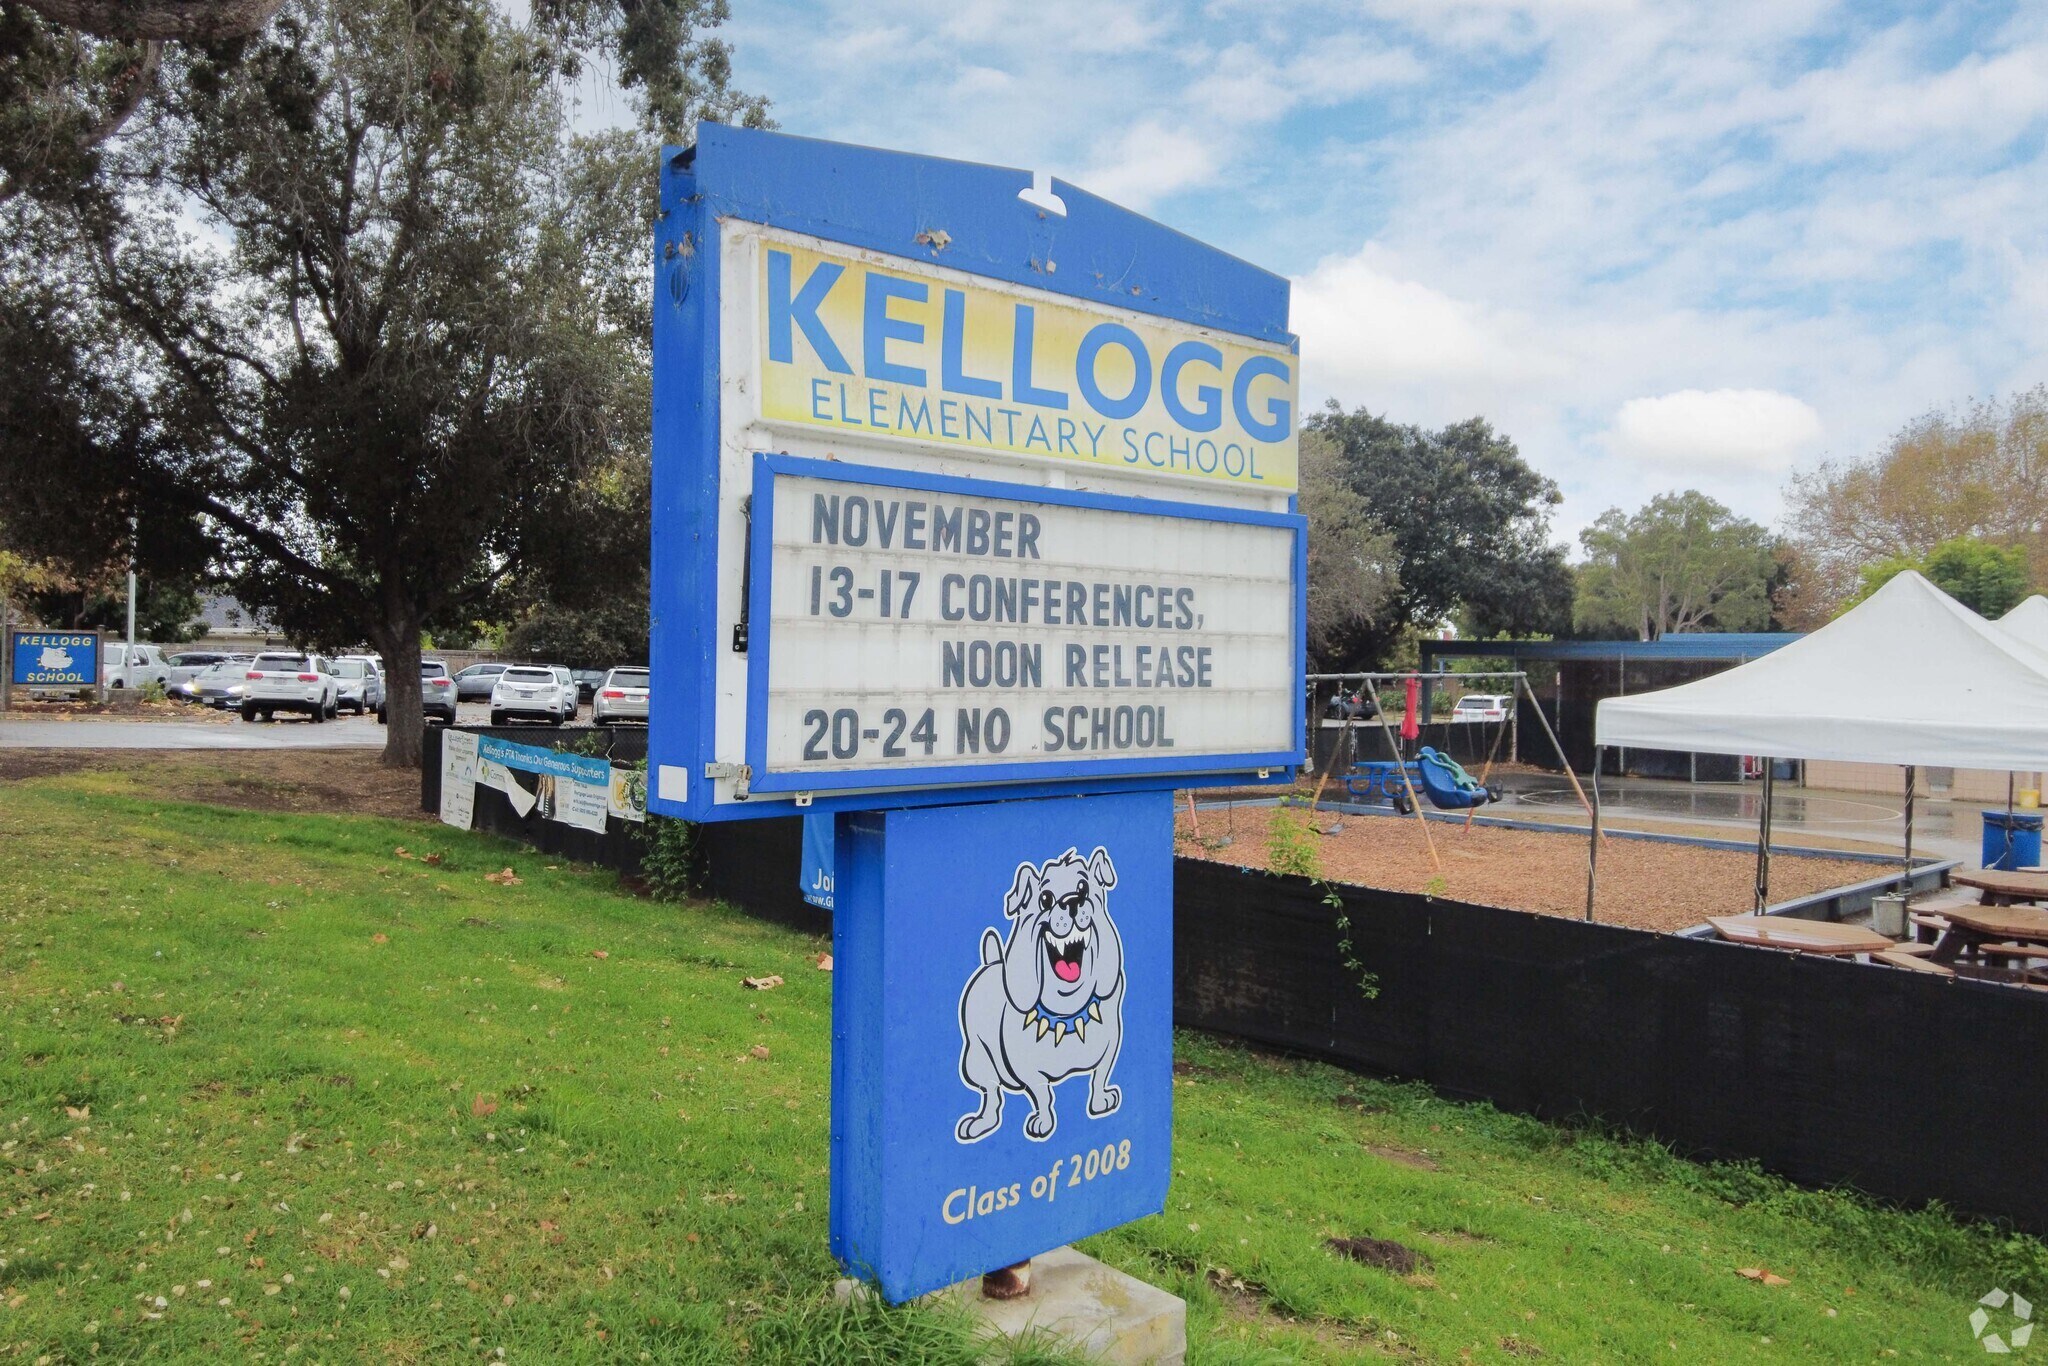 KELLOGG
ELEMENTARY SCHOOL
NOVEMBER
13-17 CONFERENCES,
NOON RELEASE
20-24 NO SCHOOL
Class of 2008
KELLOGG
SCHOOL
Kellogg's PTA Thanks Our Generous Supporters
Joi